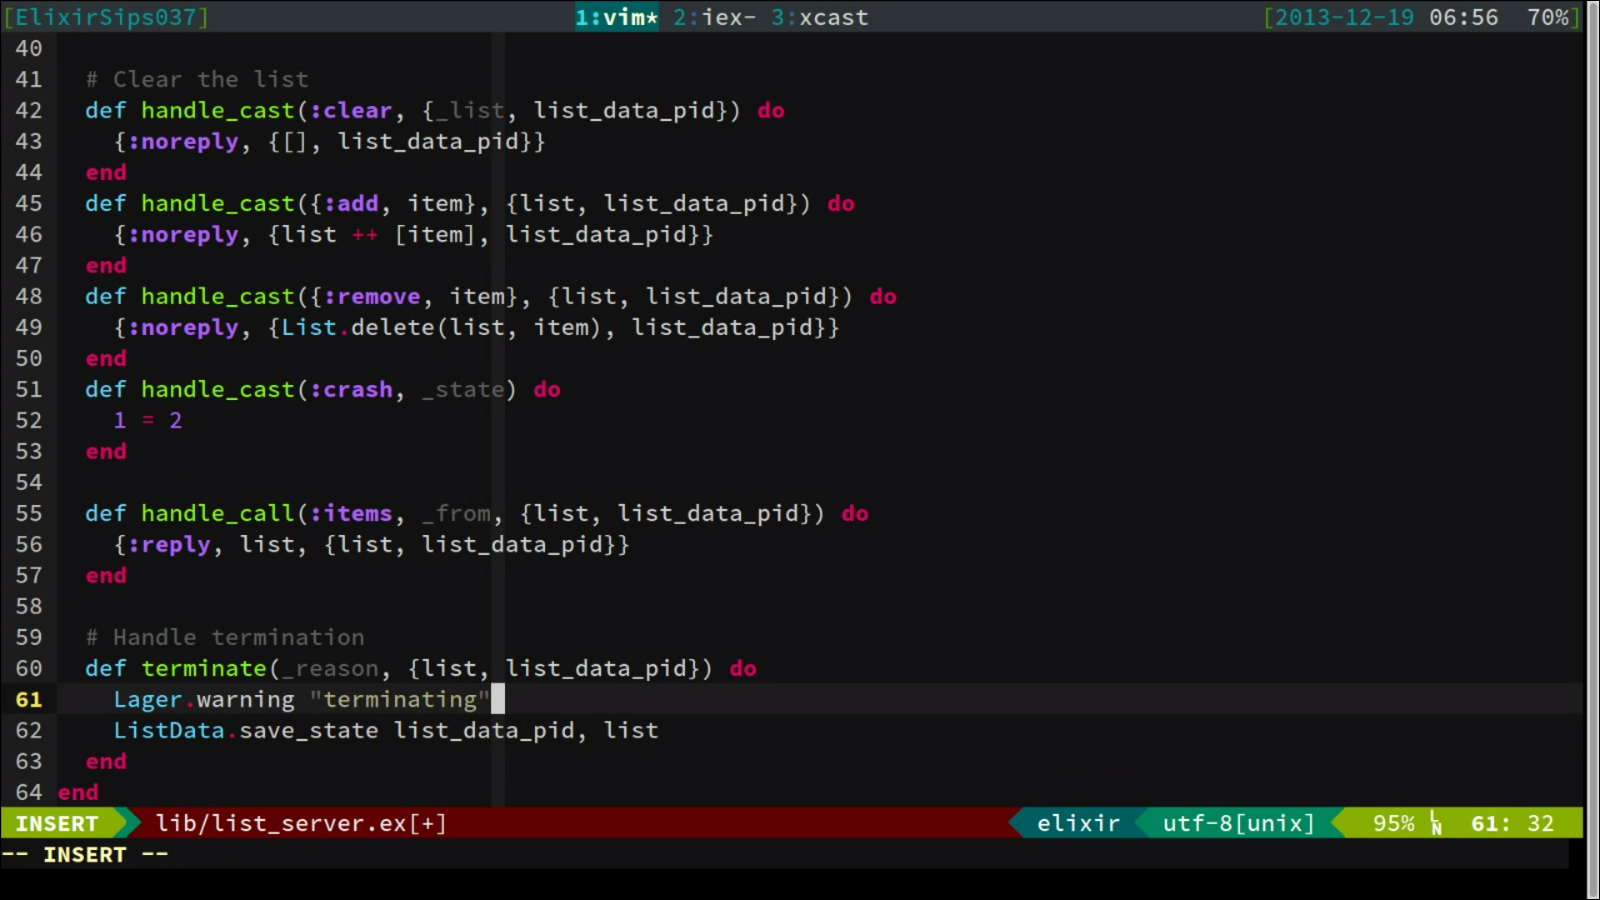 [ElixirSips037] 1:vim* 2:iex- 3:xcast [2013-12-19 06:56 70%]
40
41   # Clear the list
42   def handle_cast(:clear, {_list, list_data_pid}) do
43     {:noreply, {[], list_data_pid}}
44   end
45   def handle_cast({:add, item}, {list, list_data_pid}) do
46     {:noreply, {list ++ [item], list_data_pid}}
47   end
48   def handle_cast({:remove, item}, {list, list_data_pid}) do
49     {:noreply, {List.delete(list, item), list_data_pid}}
50   end
51   def handle_cast(:crash, _state) do
52     1 = 2
53   end
54
55   def handle_call(:items, _from, {list, list_data_pid}) do
56     {:reply, list, {list, list_data_pid}}
57   end
58
59   # Handle termination
60   def terminate(_reason, {list, list_data_pid}) do
61     Lager.warning "terminating"
62     ListData.save_state list_data_pid, list
63   end
64 end
INSERT lib/list_server.ex[+] elixir utf-8[unix] 95% LN 61: 32
-- INSERT --